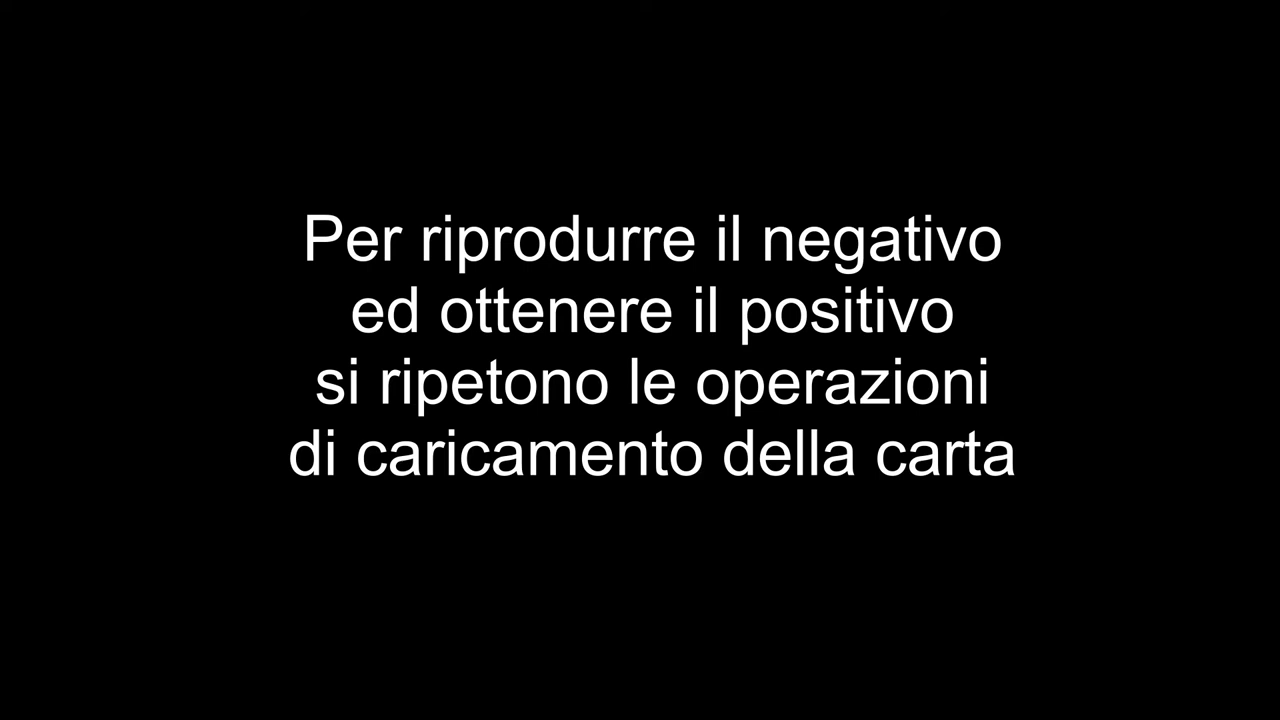 Per riprodurre il negativo
ed ottenere il positivo
si ripetono le operazioni
di caricamento della carta